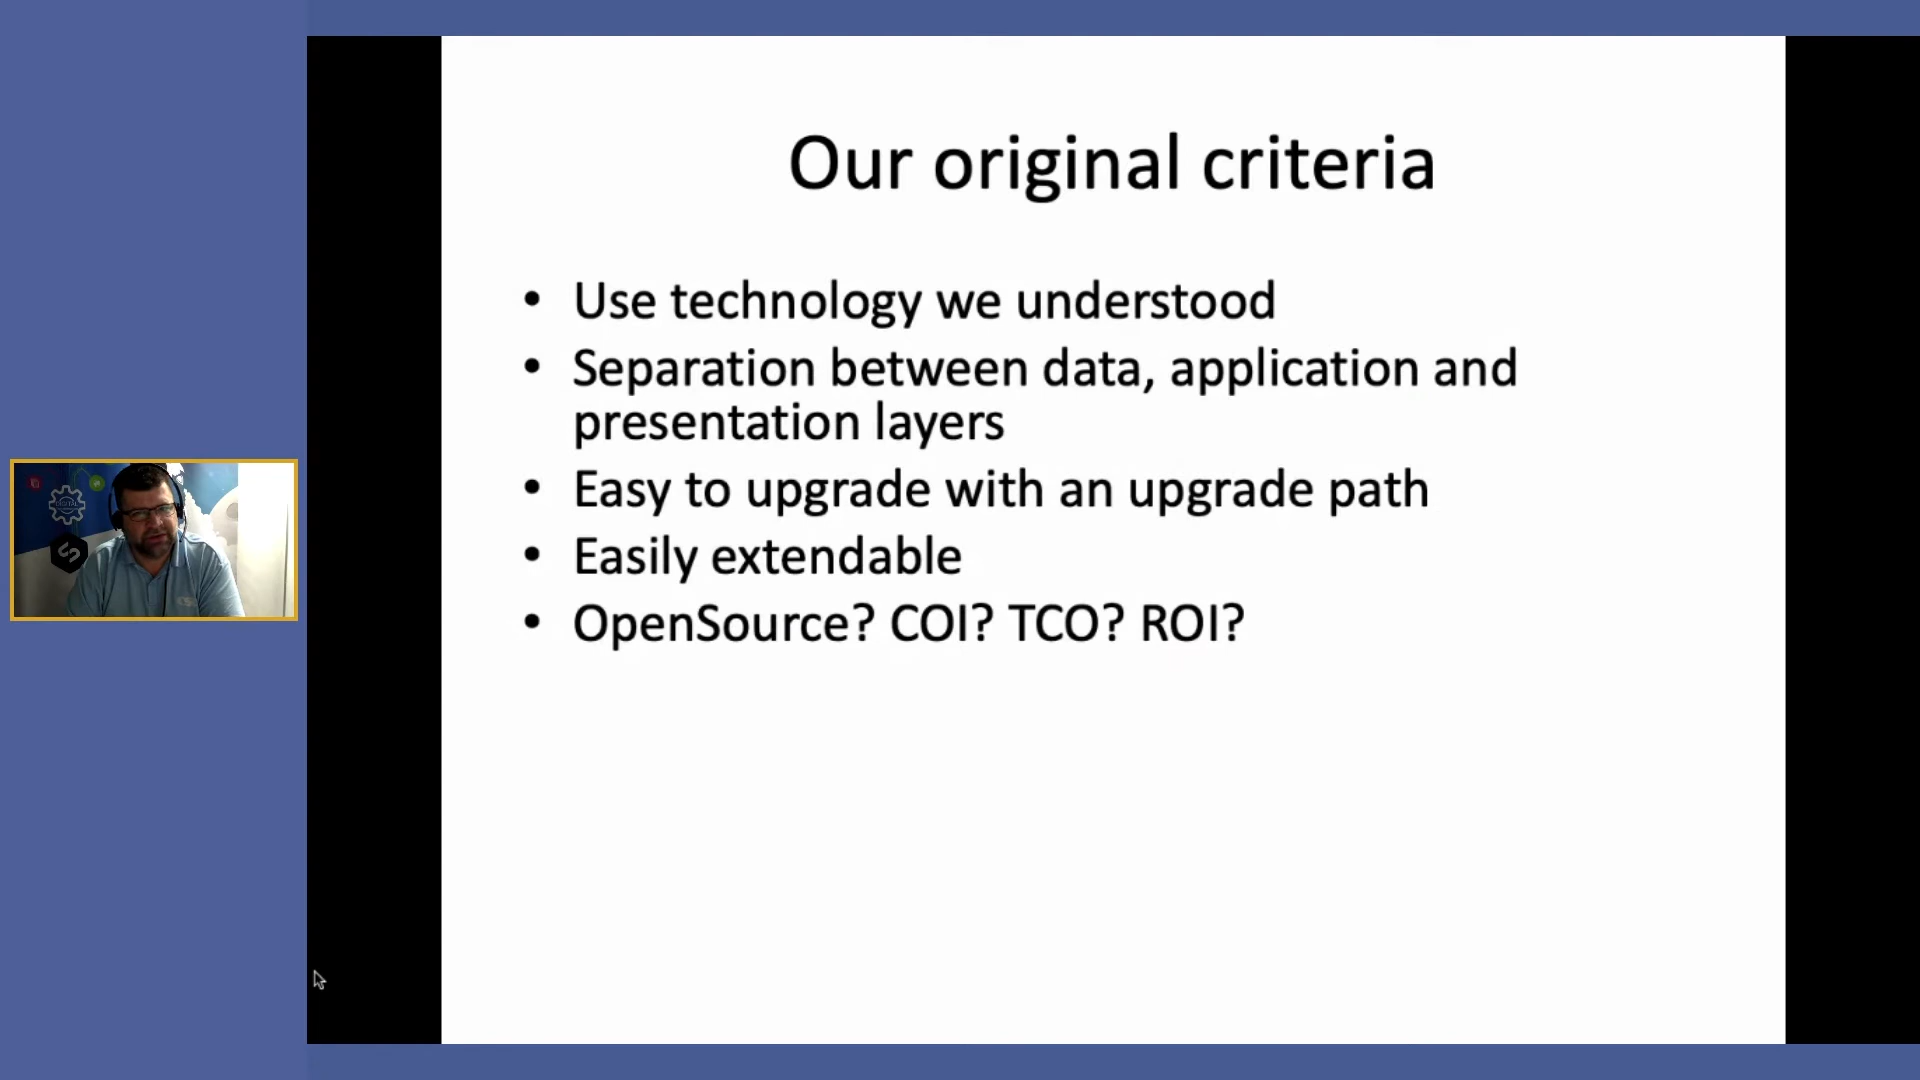 Our original criteria
• Use technology we understood
• Separation between data, application and
presentation layers
• Easy to upgrade with an upgrade path
• Easily extendable
• OpenSource? COI? TCO? ROI?